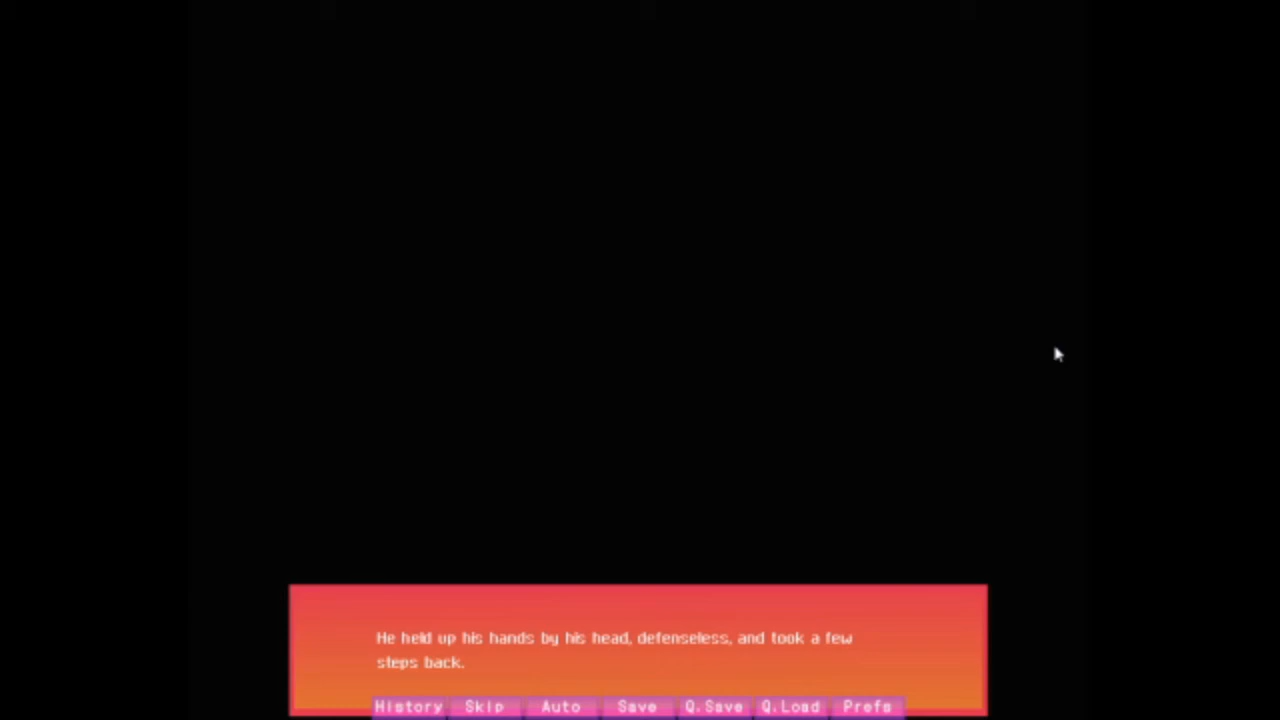 He held up his hands by his head, defenseless, and took a few
steps back.
History Skip Auto Save Q.Save Q.Load Prefs